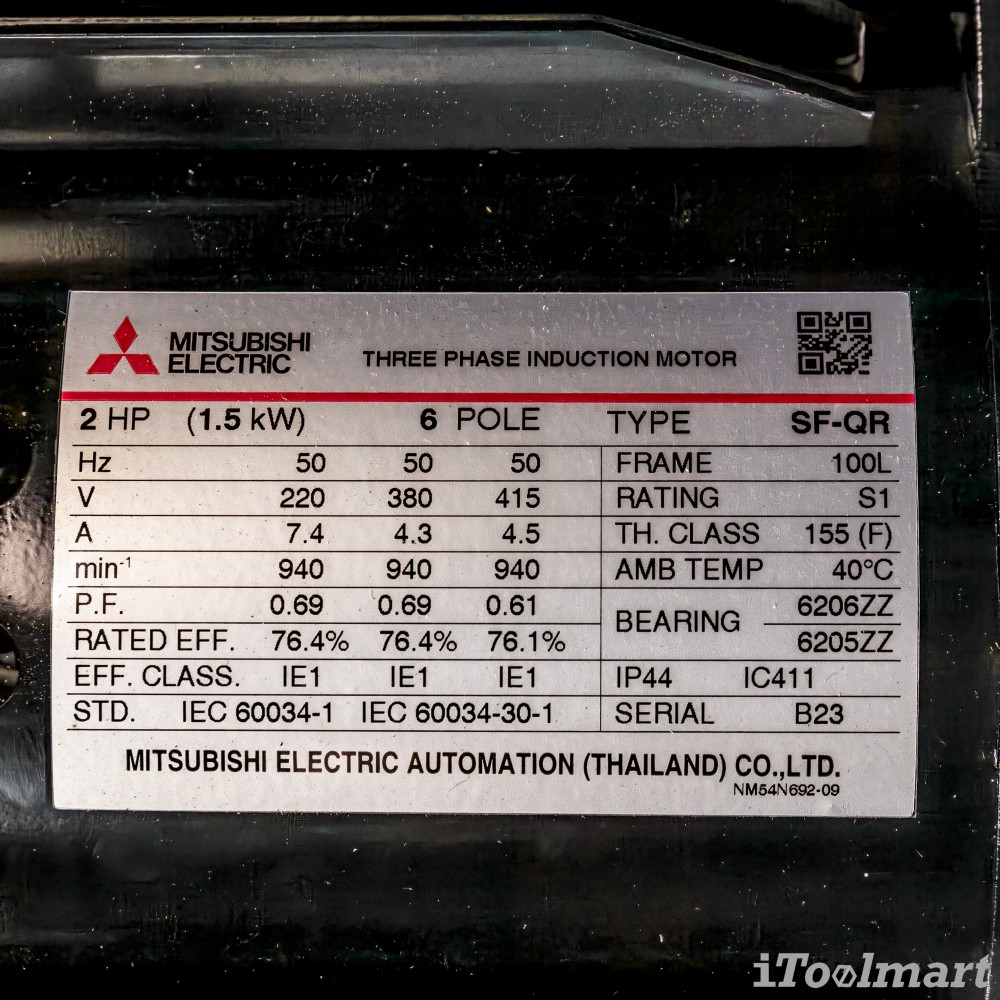 MITSUBISHI
ELECTRIC
THREE PHASE INDUCTION MOTOR
2 HP (1.5 kW) 6 POLE TYPE SF-QR
Hz 50 50 50 FRAME 100L
V 220 380 415 RATING S1
A 7.4 4.3 4.5 TH. CLASS 155 (F)
min⁻¹ 940 940 940 AMB TEMP 40°C
P.F. 0.69 0.69 0.61 BEARING 6206ZZ
RATED EFF. 76.4% 76.4% 76.1% 6205ZZ
EFF. CLASS. IE1 IE1 IE1 IP44 IC411
STD. IEC 60034-1 IEC 60034-30-1 SERIAL B23
MITSUBISHI ELECTRIC AUTOMATION (THAILAND) CO.,LTD.
NM54N692-09
iToolmart